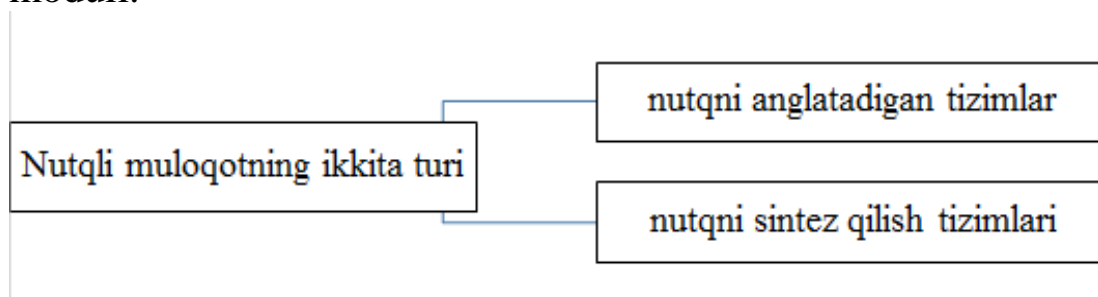 Nutqli muloqotning ikkita turi
nutqni anglatadigan tizimlar
nutqni sintez qilish tizimlari